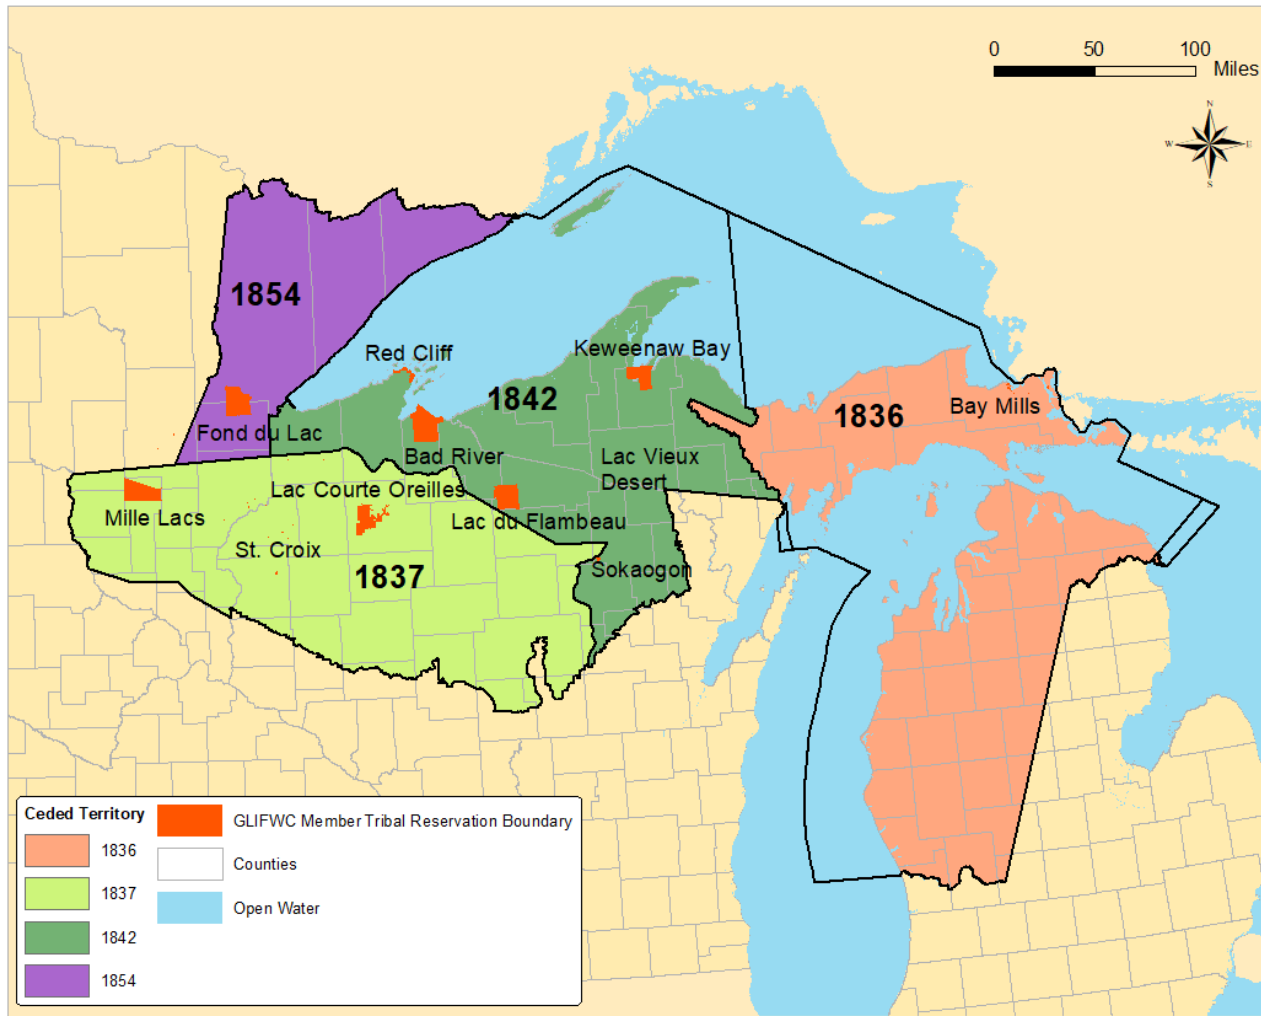 0 50 100
Miles
N
W E
S
1854
Red Cliff
Keweenaw Bay
1842
1836
Bay Mills
Fond du Lac
Bad River
Lac Vieux
Desert
Lac Courte Oreilles
Mille Lacs
Lac du Flambeau
St. Croix
1837
Sokaogon
Ceded Territory
1836
1837
1842
1854
GLIFWC Member Tribal Reservation Boundary
Counties
Open Water